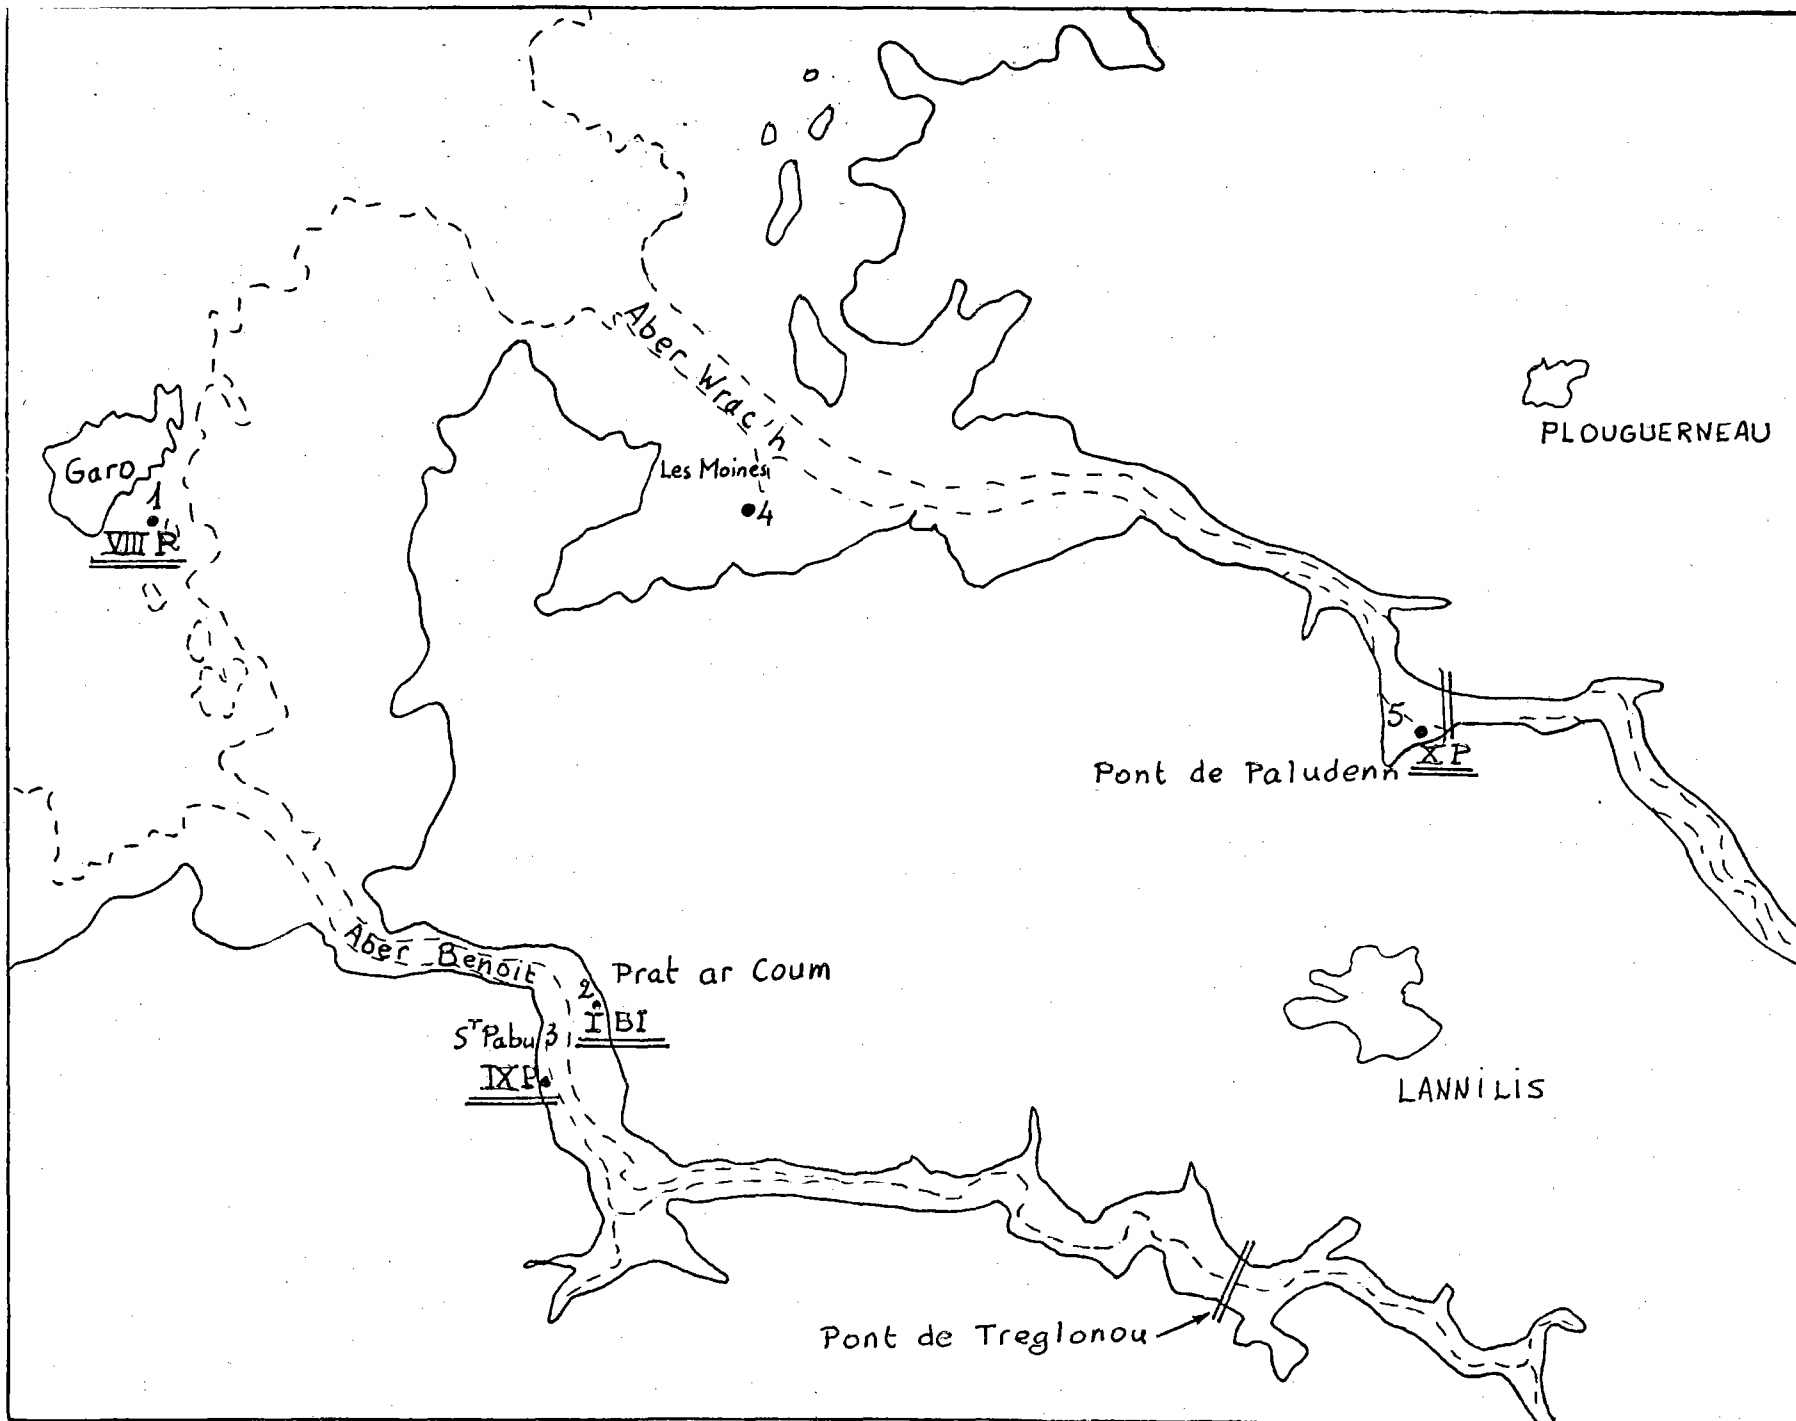 Aber Wrac'h
PLOUGUERNEAU
Garo
1
VIII R
Les Moines
4
5
X P
Pont de Paludenn
Aber Benoit
Prat ar Coum
2
I BI
ST Pabu 3
IX P
LANNILIS
Pont de Treglonou